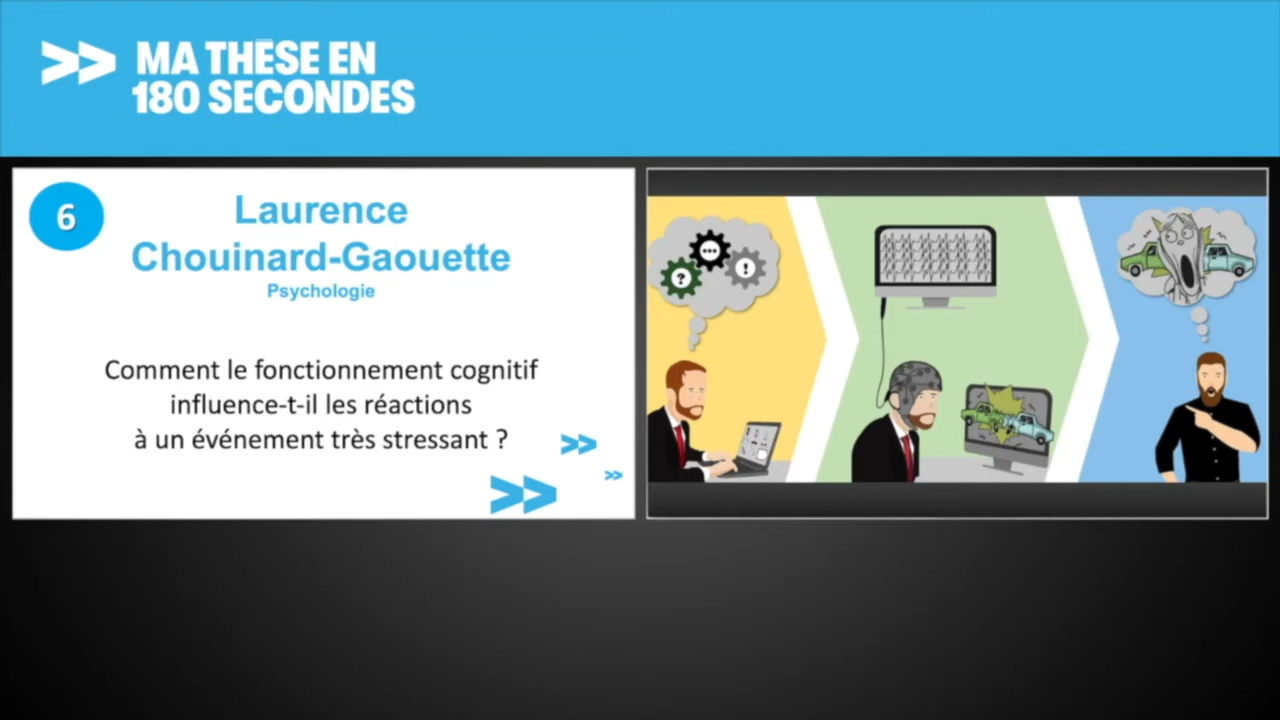 >> MA THÈSE EN
180 SECONDES
6
Laurence
Chouinard-Gaouette
Psychologie
Comment le fonctionnement cognitif
influence-t-il les réactions
à un événement très stressant ?
>>
>>
>>
...
?
!